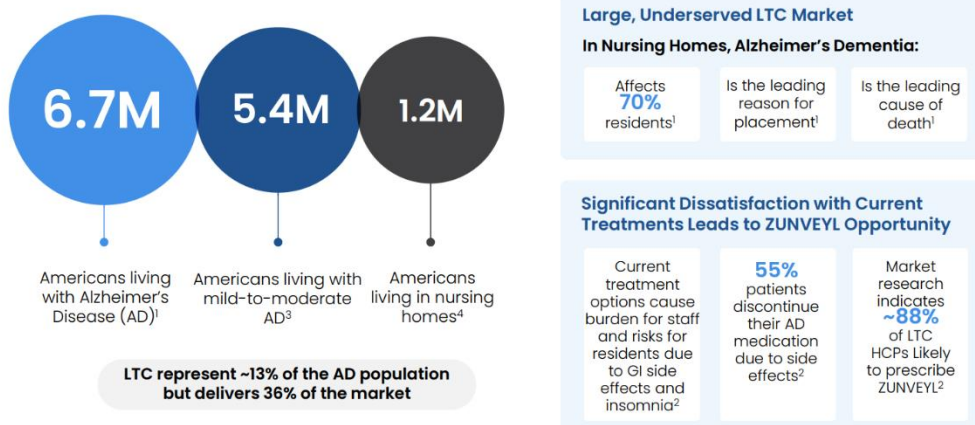 6.7M
5.4M
1.2M
Americans living
with Alzheimer's
Disease (AD)¹
Americans living with
mild-to-moderate
AD³
Americans
living in nursing
homes⁴
LTC represent ~13% of the AD population
but delivers 36% of the market
Large, Underserved LTC Market
In Nursing Homes, Alzheimer's Dementia:
Affects
70%
residents¹
Is the leading
reason for
placement¹
Is the leading
cause of
death¹
Significant Dissatisfaction with Current
Treatments Leads to ZUNVEYL Opportunity
Current
treatment
options cause
burden for staff
and risks for
residents due
to GI side
effects and
insomnia²
55%
patients
discontinue
their AD
medication
due to side
effects²
Market
research
indicates
~88%
of LTC
HCPs Likely
to prescribe
ZUNVEYL²